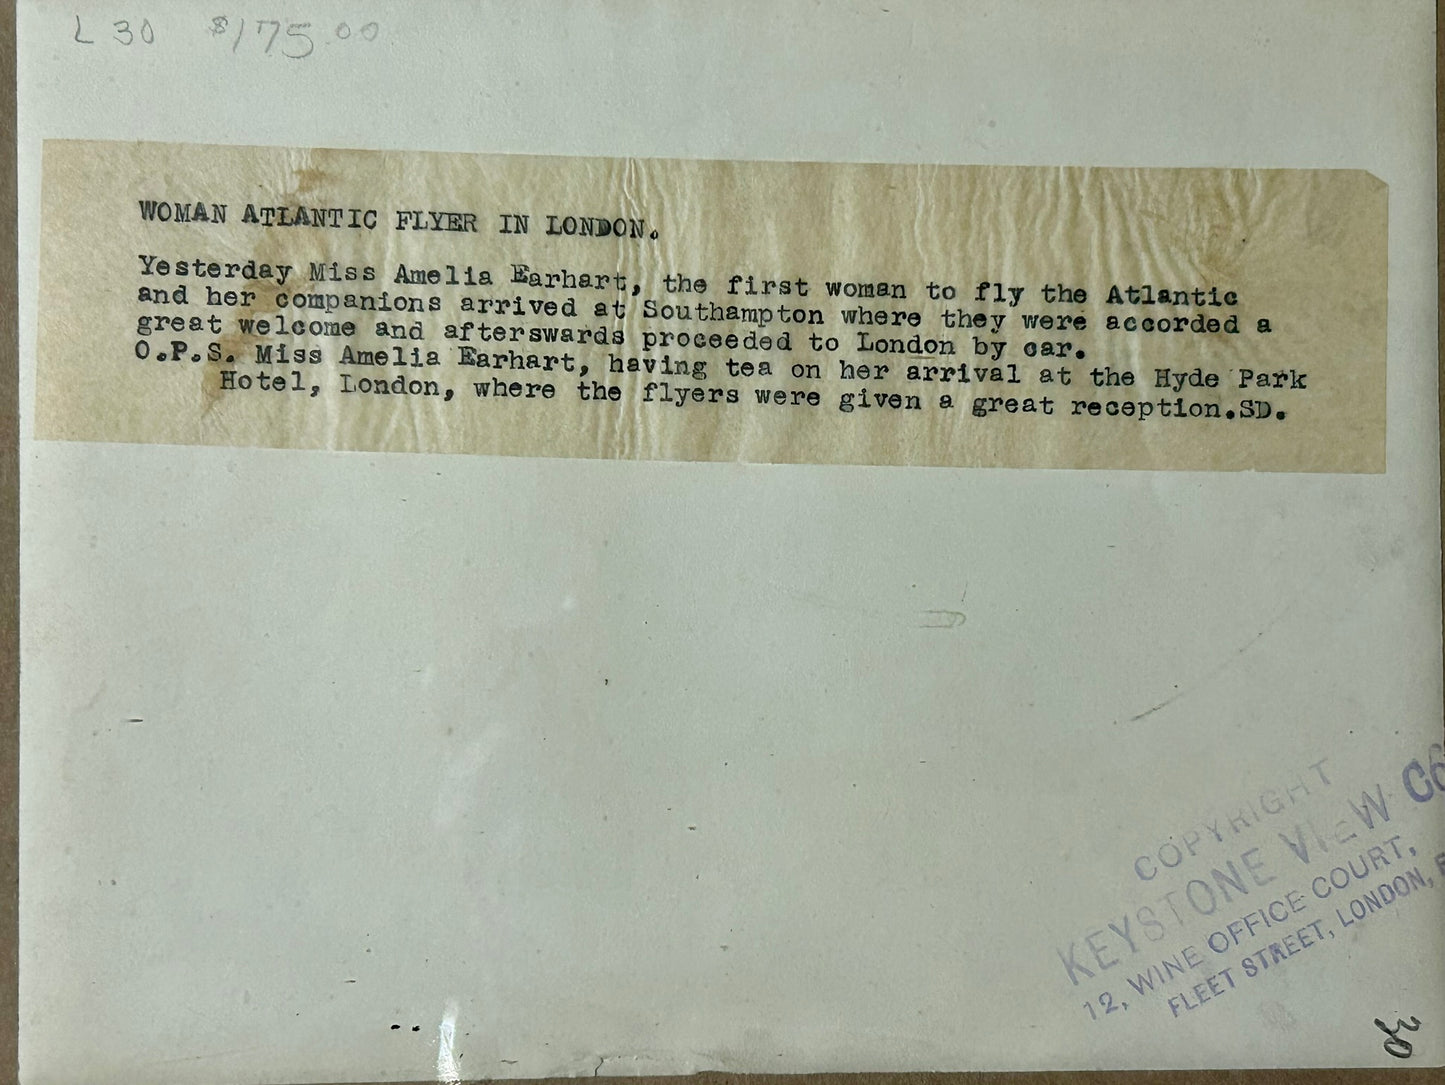 L 30 $175.00
WOMAN ATLANTIC FLYER IN LONDON.
Yesterday Miss Amelia Earhart, the first woman to fly the Atlantic
and her companions arrived at Southampton where they were accorded a
great welcome and afterswards proceeded to London by car.
O.P.S. Miss Amelia Earhart, having tea on her arrival at the Hyde Park
Hotel, London, where the flyers were given a great reception.SD.
COPYRIGHT
KEYSTONE VIEW CO
12, WINE OFFICE COURT,
FLEET STREET, LONDON,